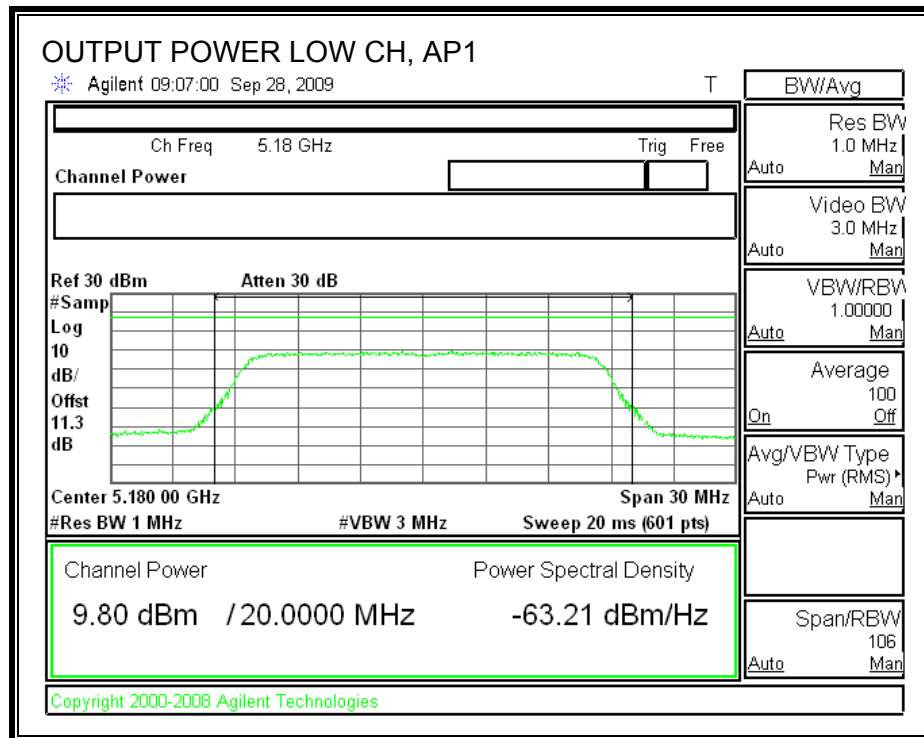 OUTPUT POWER LOW CH, AP1
Agilent 09:07:00 Sep 28, 2009 T
Ch Freq 5.18 GHz Trig Free
Channel Power
Ref 30 dBm Atten 30 dB
#Samp
Log
10
dB/
Offst
11.3
dB
Center 5.180 00 GHz Span 30 MHz
#Res BW 1 MHz #VBW 3 MHz Sweep 20 ms (601 pts)
Channel Power Power Spectral Density
9.80 dBm / 20.0000 MHz -63.21 dBm/Hz
Copyright 2000-2008 Agilent Technologies
BW/Avg
Res BW
1.0 MHz
Auto Man
Video BW
3.0 MHz
Auto Man
VBW/RBW
1.00000
Auto Man
Average
100
On Off
Avg/VBW Type
Pwr (RMS)
Auto Man
Span/RBW
106
Auto Man